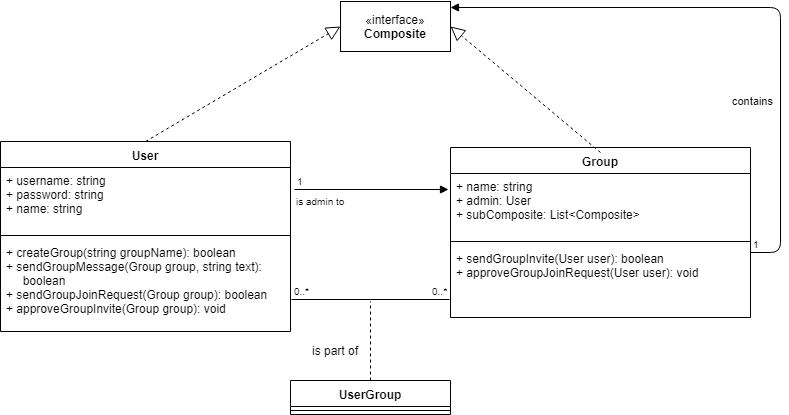 «interface»
Composite
contains
User
+ username: string
+ password: string
+ name: string
+ createGroup(string groupName): boolean
+ sendGroupMessage(Group group, string text):
boolean
+ sendGroupJoinRequest(Group group): boolean
+ approveGroupInvite(Group group): void
1
is admin to
Group
+ name: string
+ admin: User
+ subComposite: List<Composite>
+ sendGroupInvite(User user): boolean
+ approveGroupJoinRequest(User user): void
1
0..*
0..*
is part of
UserGroup